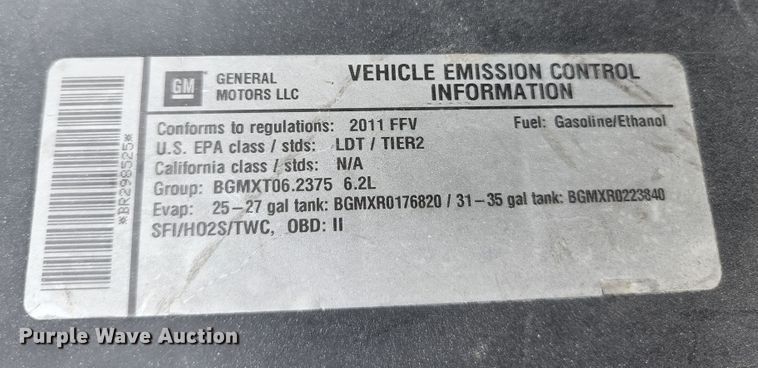 *BR298525*
GM
GENERAL
MOTORS LLC
VEHICLE EMISSION CONTROL
INFORMATION
Conforms to regulations: 2011 FFV Fuel: Gasoline/Ethanol
U.S. EPA class / stds: LDT / TIER2
California class / stds: N/A
Group: BGMXT06.2375 6.2L
Evap: 25-27 gal tank: BGMXR0176820 / 31-35 gal tank: BGMXR0223840
SFI/HO2S/TWC, OBD: II
Purple Wave Auction